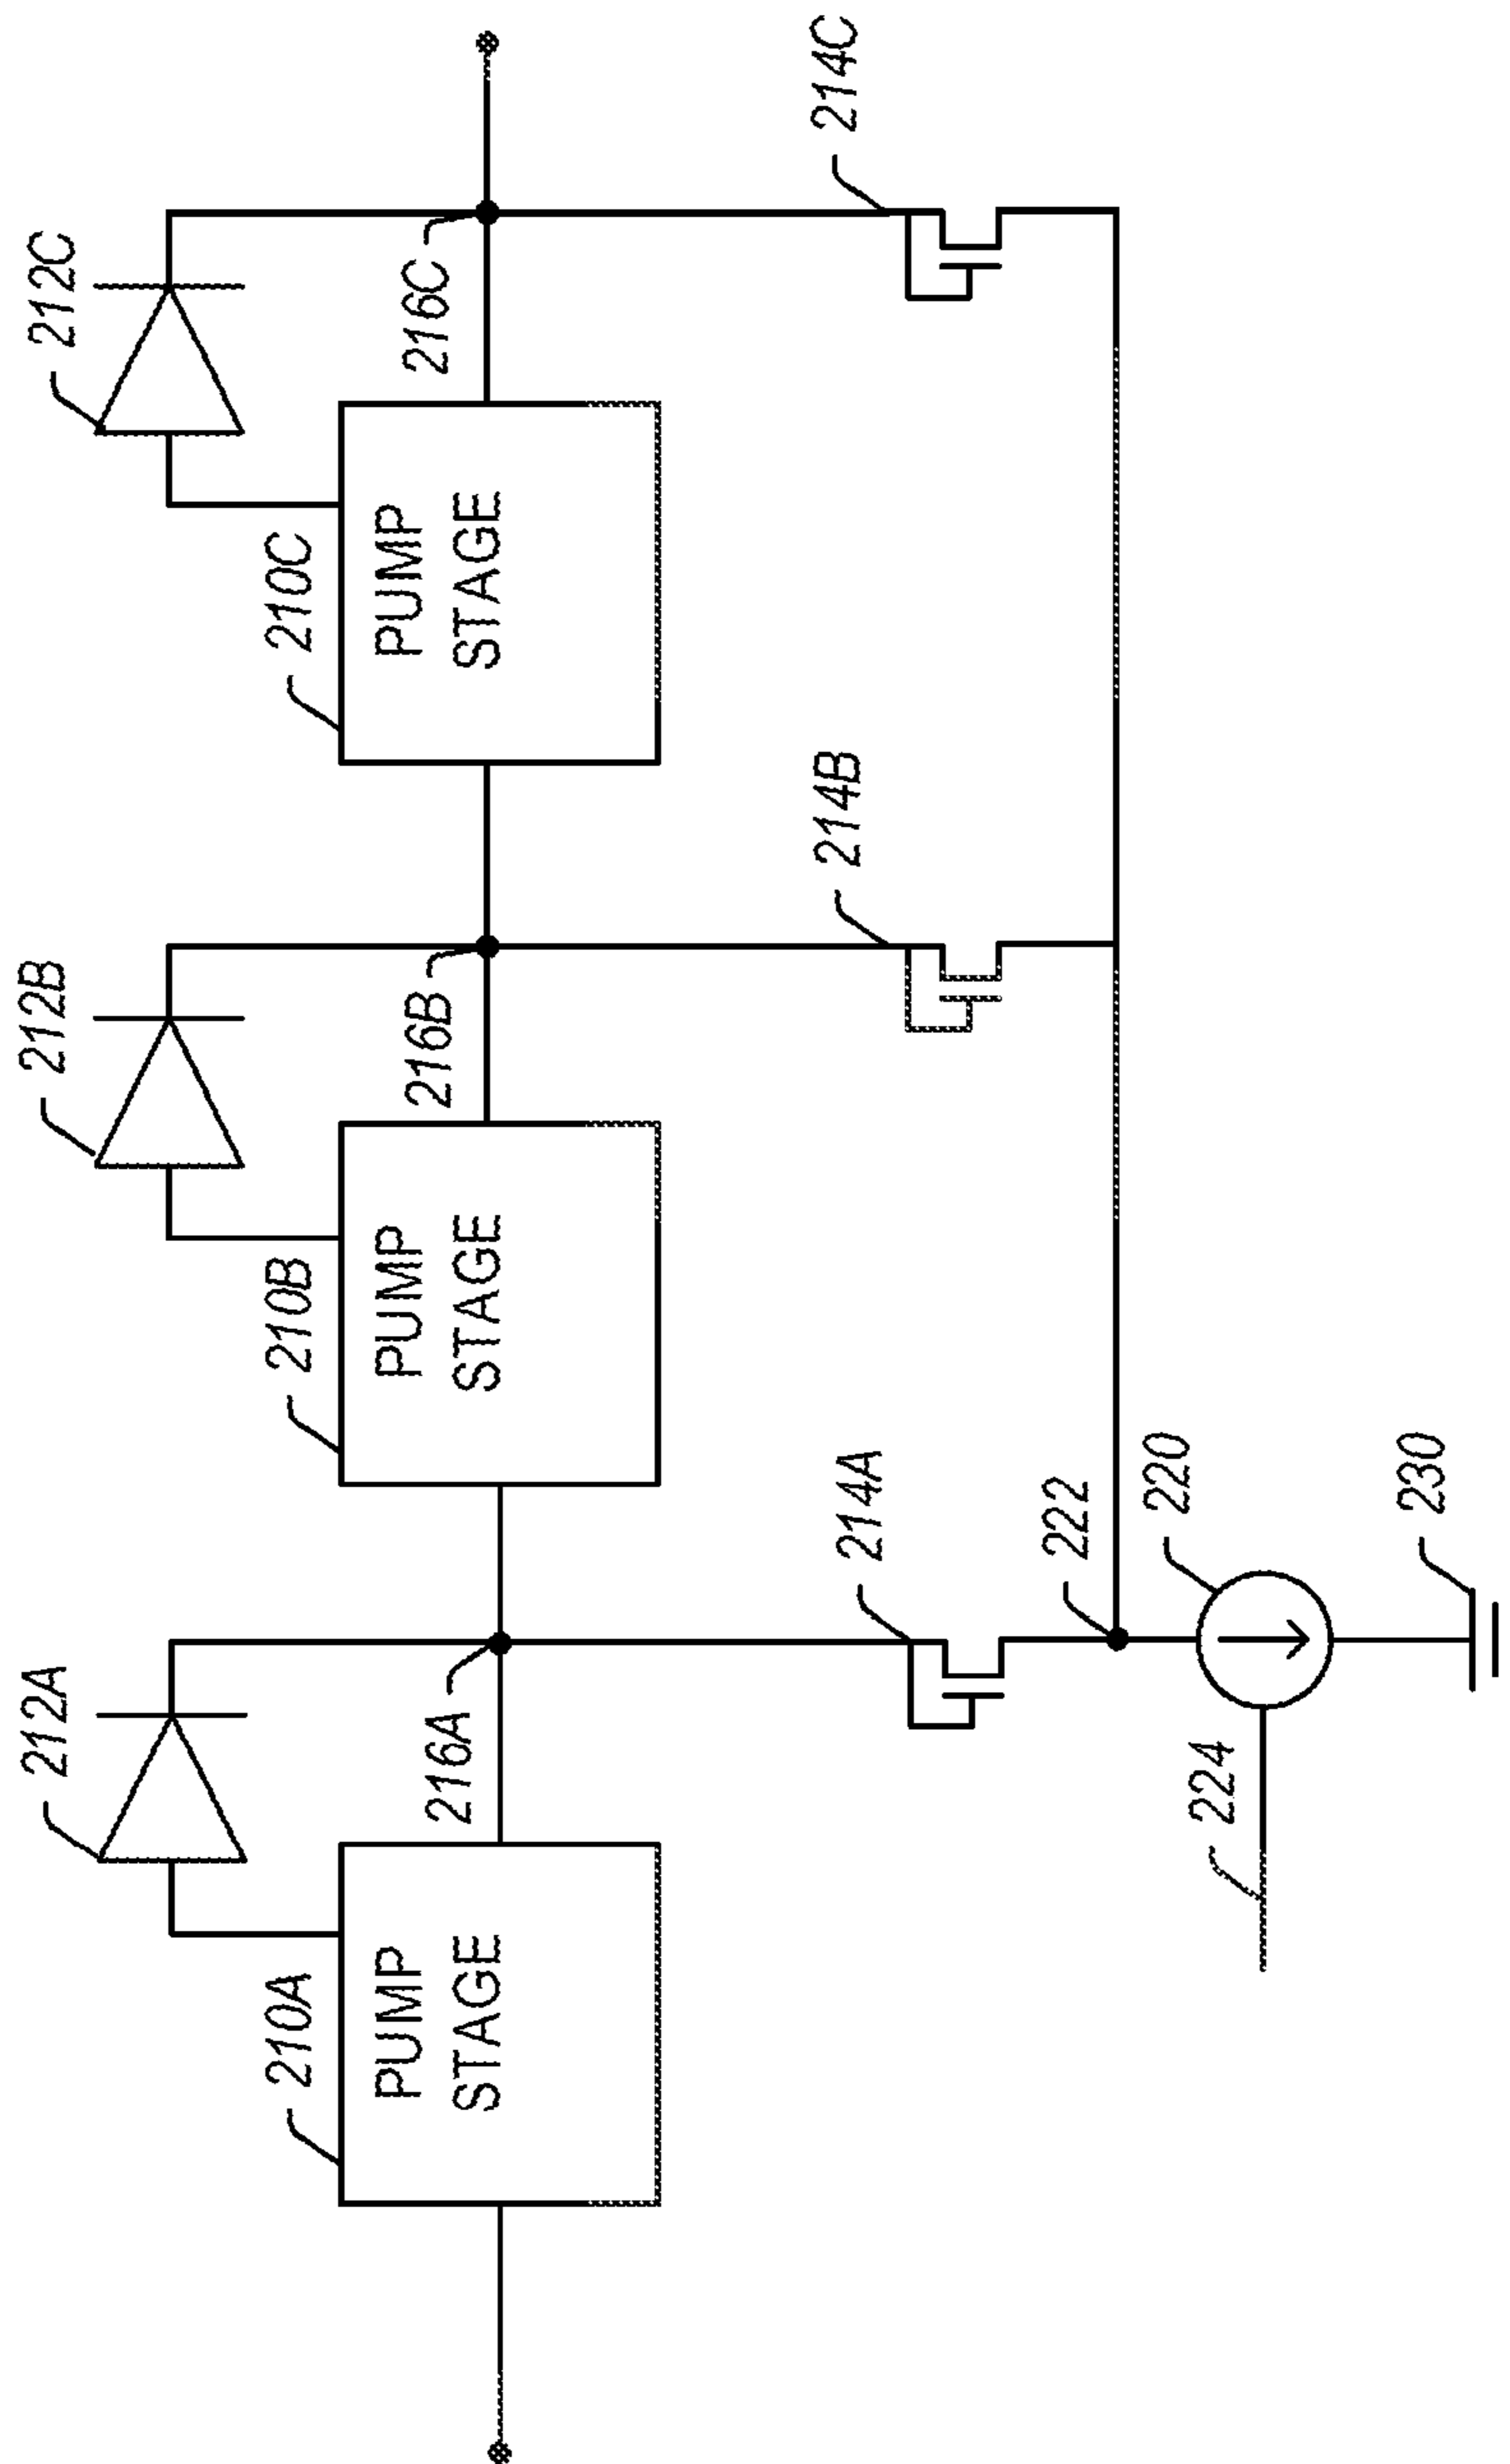 212A
212B
212C
210A
210B
210C
PUMP
STAGE
PUMP
STAGE
PUMP
STAGE
216A
216B
216C
214A
214B
214C
222
224
220
230